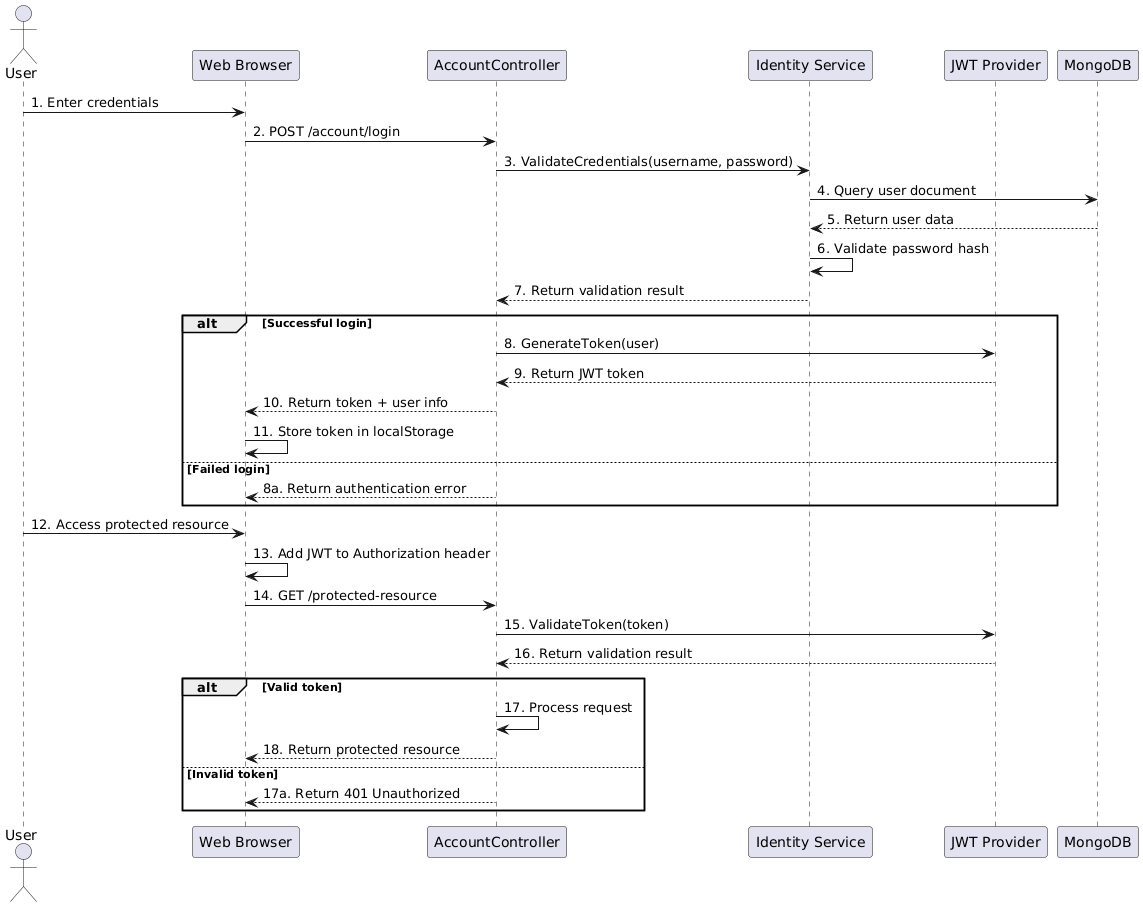 User
Web Browser
AccountController
Identity Service
JWT Provider
MongoDB
1. Enter credentials
2. POST /account/login
3. ValidateCredentials(username, password)
4. Query user document
5. Return user data
6. Validate password hash
7. Return validation result
alt
[Successful login]
8. GenerateToken(user)
9. Return JWT token
10. Return token + user info
11. Store token in localStorage
[Failed login]
8a. Return authentication error
12. Access protected resource
13. Add JWT to Authorization header
14. GET /protected-resource
15. ValidateToken(token)
16. Return validation result
alt
[Valid token]
17. Process request
18. Return protected resource
[Invalid token]
17a. Return 401 Unauthorized
User
Web Browser
AccountController
Identity Service
JWT Provider
MongoDB